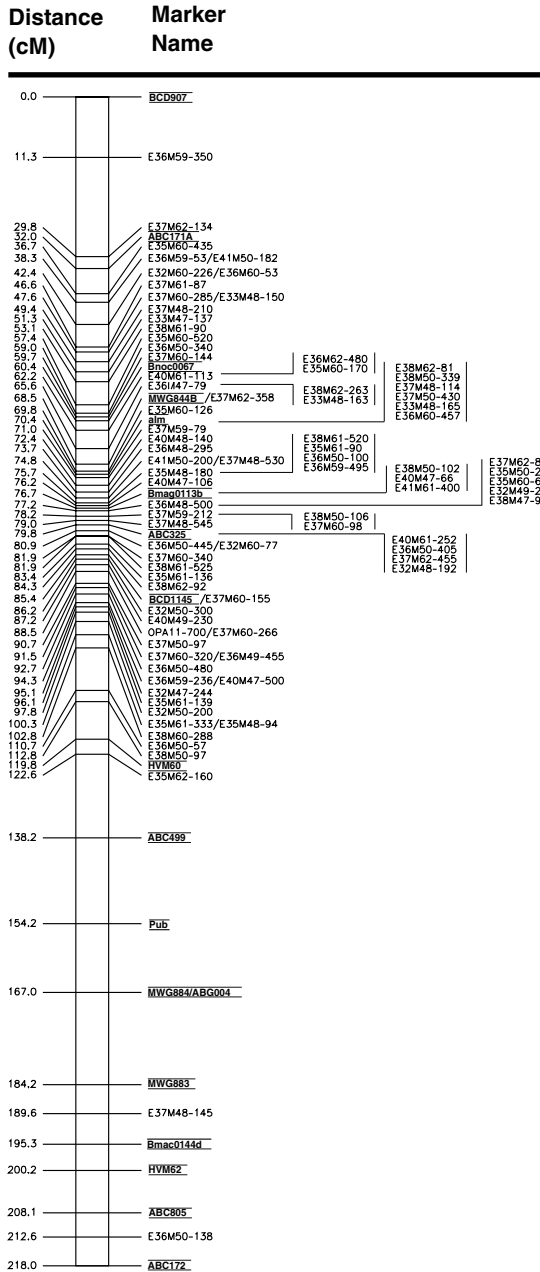 Distance (cM) Marker Name
0.0 BCD907
11.3 E36M59-350
29.8 E37M62-134
32.0 ABC171A
36.7 E35M60-435
38.3 E36M59-53/E41M50-182
42.4 E32M60-226/E36M60-53
46.6 E37M61-87
47.6 E37M60-285/E33M48-150
49.4 E37M48-210
51.3 E33M47-137
53.1 E38M61-90
57.4 E35M60-520
59.0 E36M50-340
59.7 E37M60-144
60.4 Bnoc0067
62.2 E40M61-113
65.6 E36I47-79
68.5 MWG844B /E37M62-358
69.8 E35M60-126
70.4 alm
71.0 E37M59-79
72.4 E40M48-140
73.7 E36M48-295
74.8 E41M50-200/E37M48-530
75.7 E35M48-180
76.2 E40M47-106
76.7 Bmag0113b
77.2 E36M48-500
78.2 E37M59-212
79.0 E37M48-545
79.8 ABC325
80.9 E36M50-445/E32M60-77
81.9 E37M60-340
81.9 E38M61-525
83.4 E35M61-136
84.3 E38M62-92
85.4 BCD1145 /E37M60-155
86.2 E32M50-300
87.2 E40M49-230
88.5 OPA11-700/E37M60-266
90.7 E37M50-97
91.5 E37M60-320/E36M49-455
92.7 E36M50-480
94.3 E36M59-236/E40M47-500
95.1 E32M47-244
96.1 E35M61-139
97.8 E32M50-200
100.3 E35M61-333/E35M48-94
102.8 E38M60-288
110.7 E36M50-57
112.8 E38M50-97
119.8 HVM60
122.6 E35M62-160
138.2 ABC499
154.2 Pub
167.0 MWG884/ABG004
184.2 MWG883
189.6 E37M48-145
195.3 Bmac0144d
200.2 HVM62
208.1 ABC805
212.6 E36M50-138
218.0 ABC172
E36M62-480
E35M60-170
E38M62-263
E33M48-163
E38M62-81
E38M50-339
E37M48-114
E37M50-430
E33M48-165
E36M60-457
E38M61-520
E35M61-90
E36M50-100
E36M59-495
E38M50-102
E40M47-66
E41M61-400
E37M62-8
E35M50-2
E35M60-6
E32M49-2
E38M47-9
E38M50-106
E37M60-98
E40M61-252
E36M50-405
E37M62-455
E32M48-192